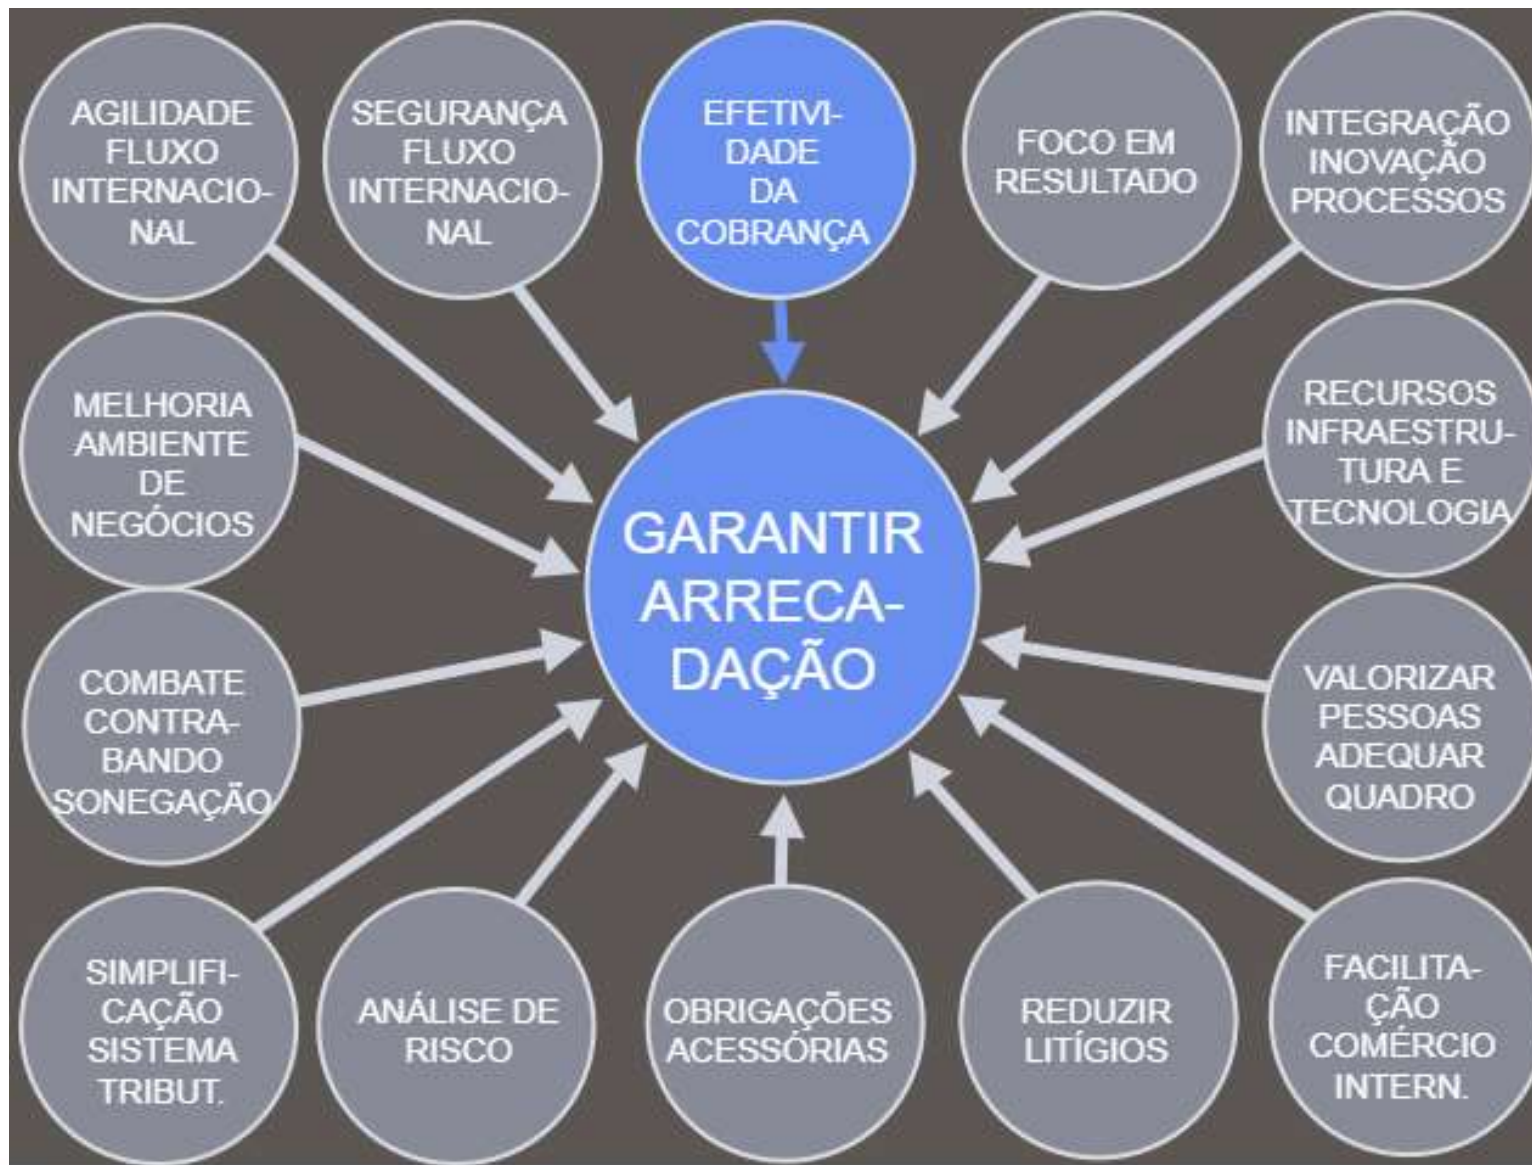 AGILIDADE
FLUXO
INTERNACIO-
NAL
SEGURANÇA
FLUXO
INTERNACIO-
NAL
EFETIVI-
DADE
DA
COBRANÇA
FOCO EM
RESULTADO
INTEGRAÇÃO
INOVAÇÃO
PROCESSOS
MELHORIA
AMBIENTE
DE
NEGÓCIOS
GARANTIR
ARRECA-
DAÇÃO
RECURSOS
INFRAESTRU-
TURA E
TECNOLOGIA
COMBATE
CONTRA-
BANDO
SONEGAÇÃO
VALORIZAR
PESSOAS
ADEQUAR
QUADRO
SIMPLIFI-
CAÇÃO
SISTEMA
TRIBUT.
ANÁLISE DE
RISCO
OBRIGAÇÕES
ACESSÓRIAS
REDUZIR
LITÍGIOS
FACILITA-
ÇÃO
COMÉRCIO
INTERN.